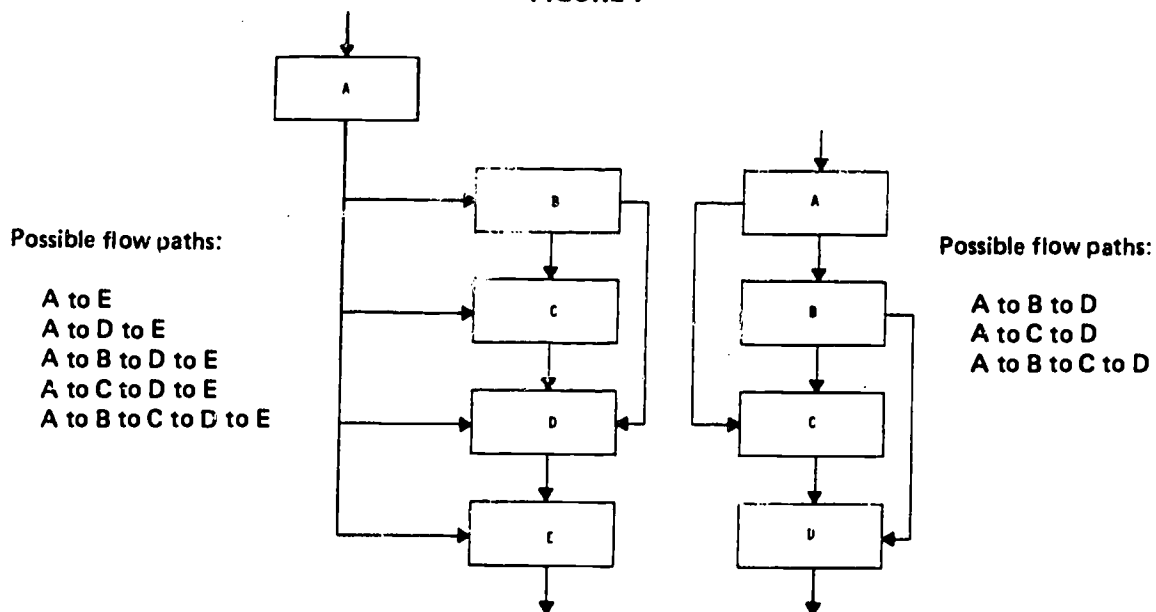 A
B
C
D
E
Possible flow paths:
A to E
A to D to E
A to B to D to E
A to C to D to E
A to B to C to D to E
A
B
C
D
Possible flow paths:
A to B to D
A to C to D
A to B to C to D